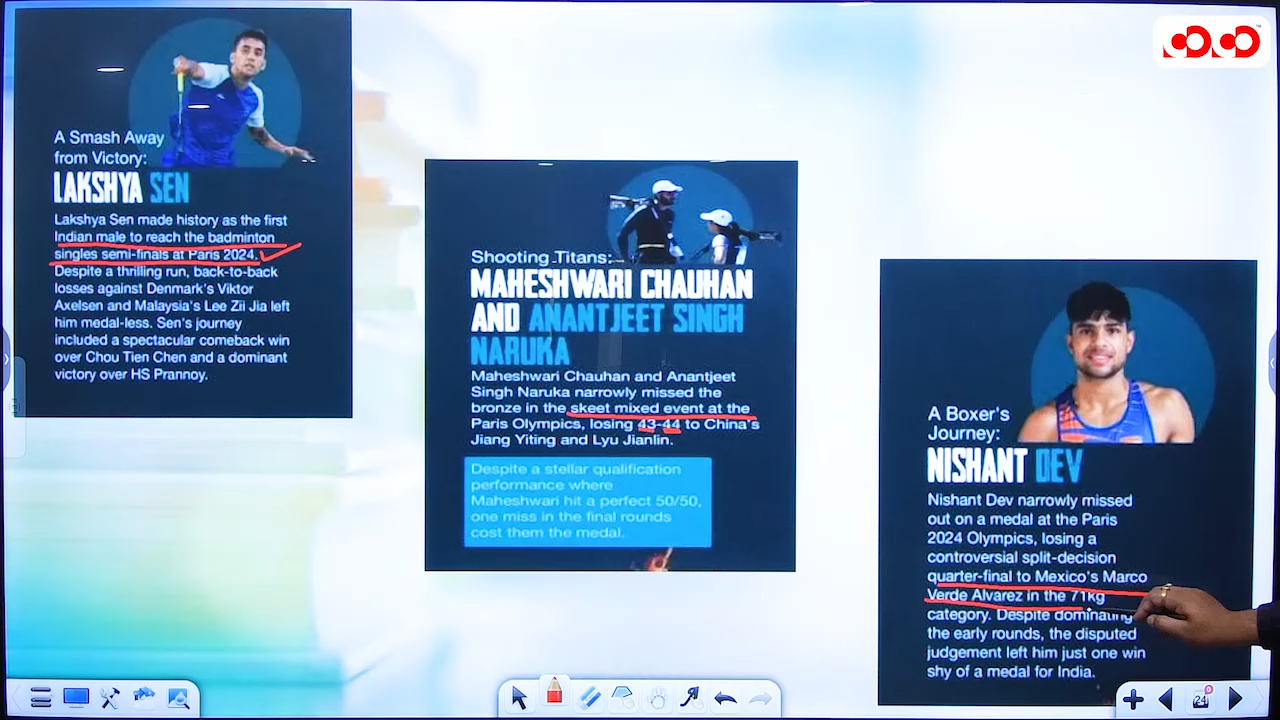 A Smash Away
from Victory:
LAKSHYA SEN
Lakshya Sen made history as the first
Indian male to reach the badminton
singles semi-finals at Paris 2024.
Despite a thrilling run, back-to-back
losses against Denmark's Viktor
Axelsen and Malaysia's Lee Zii Jia left
him medal-less. Sen's journey
included a spectacular comeback win
over Chou Tien Chen and a dominant
victory over HS Prannoy.
Shooting Titans:
MAHESHWARI CHAUHAN
AND ANANTJEET SINGH
NARUKA
Maheshwari Chauhan and Anantjeet
Singh Naruka narrowly missed the
bronze in the skeet mixed event at the
Paris Olympics, losing 43-44 to China's
Jiang Yiting and Lyu Jianlin.
Despite a stellar qualification
performance where
Maheshwari hit a perfect 50/50,
one miss in the final rounds
cost them the medal.
A Boxer's
Journey:
NISHANT DEV
Nishant Dev narrowly missed
out on a medal at the Paris
2024 Olympics, losing a
controversial split-decision
quarter-final to Mexico's Marco
Verde Alvarez in the 71kg
category. Despite dominating
the early rounds, the disputed
judgement left him just one win
shy of a medal for India.
24
0